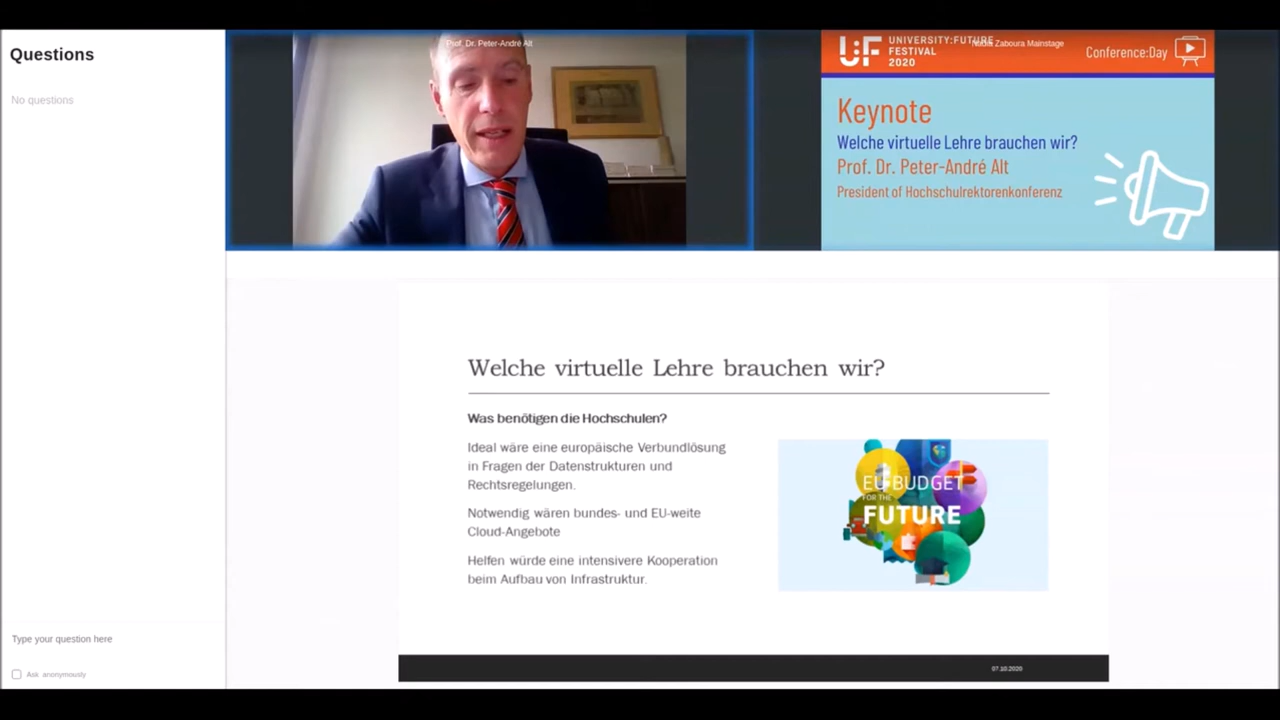 Questions
No questions
Prof. Dr. Peter-André Alt
UNIVERSITY:FUTURE
FESTIVAL
2020
Zaboura Mainstage
Conference:Day
Keynote
Welche virtuelle Lehre brauchen wir?
Prof. Dr. Peter-André Alt
President of Hochschulrektorenkonferenz
Welche virtuelle Lehre brauchen wir?
Was benötigen die Hochschulen?
Ideal wäre eine europäische Verbundlösung
in Fragen der Datenstrukturen und
Rechtsregelungen.
Notwendig wären bundes- und EU-weite
Cloud-Angebote
Helfen würde eine intensivere Kooperation
beim Aufbau von Infrastruktur.
EU BUDGET
FOR THE
FUTURE
Type your question here
Ask anonymously
07.10.2020